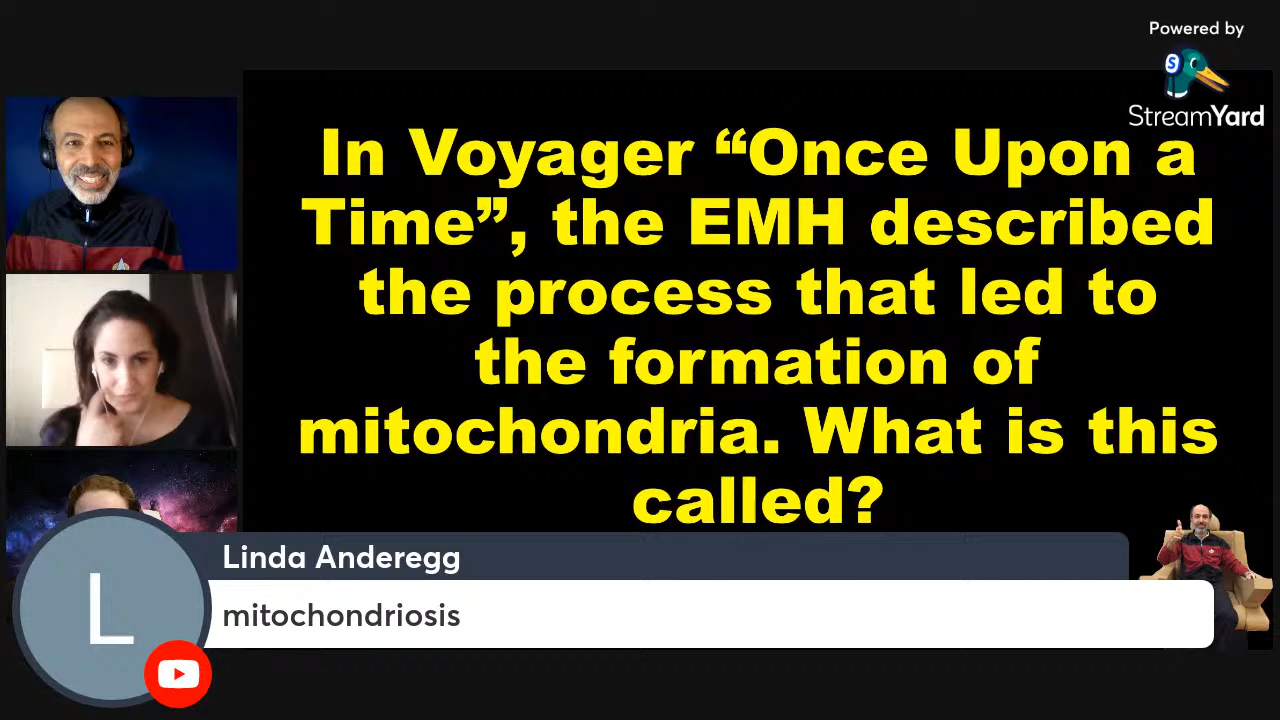 Powered by
StreamYard
In Voyager “Once Upon a
Time”, the EMH described
the process that led to
the formation of
mitochondria. What is this
called?
Linda Anderegg
mitochondriosis
L
S